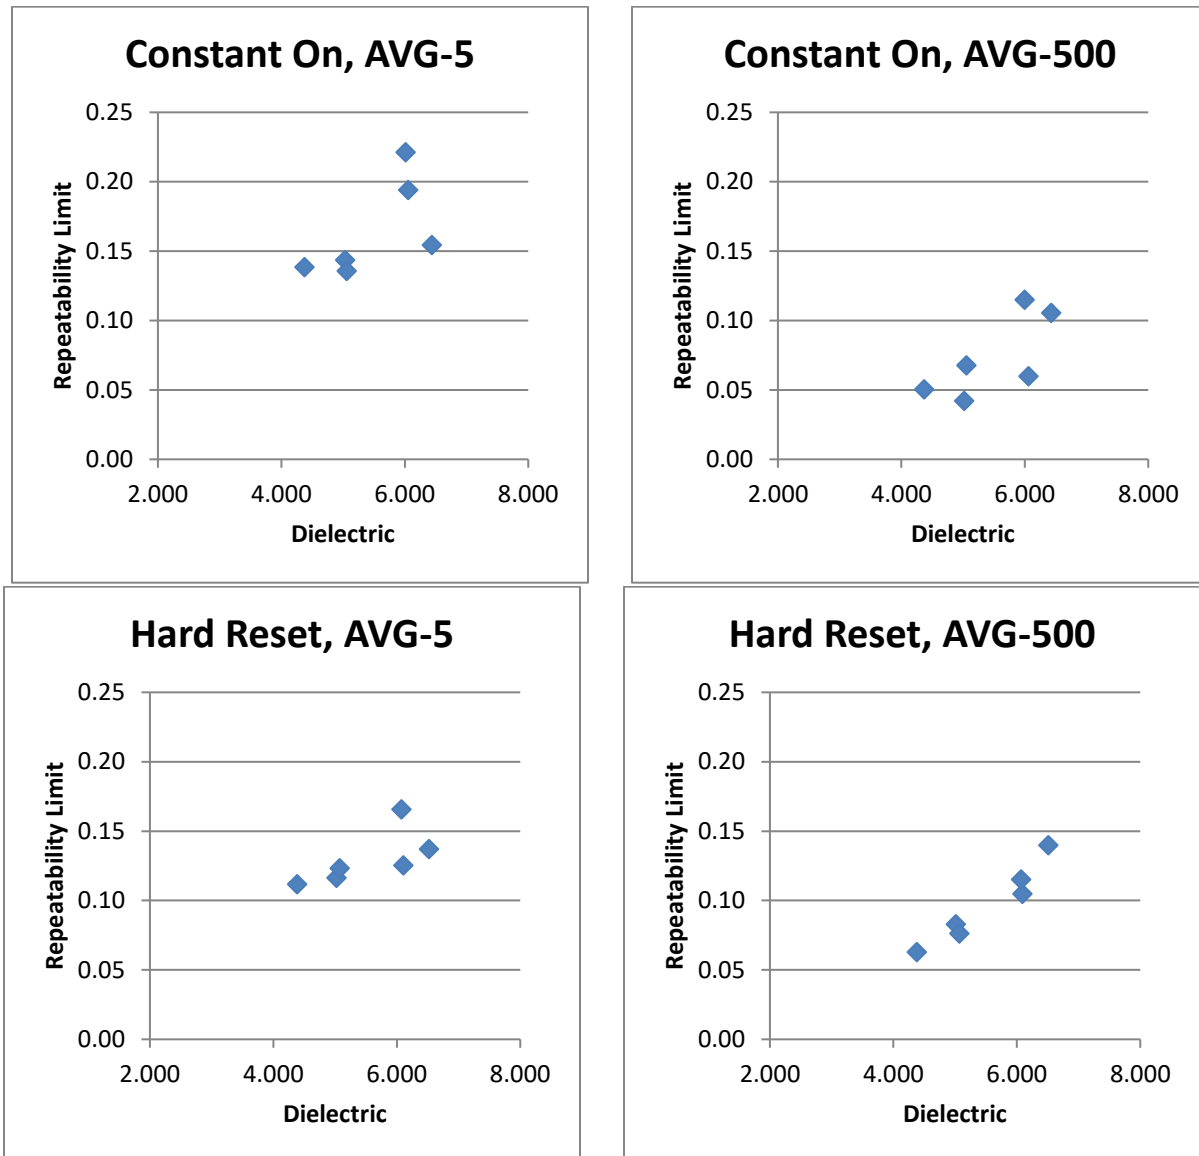 Constant On, AVG-5
0.25
0.20
0.15
0.10
0.05
0.00
2.000 4.000 6.000 8.000
Repeatability Limit
Dielectric
Constant On, AVG-500
0.25
0.20
0.15
0.10
0.05
0.00
2.000 4.000 6.000 8.000
Repeatability Limit
Dielectric
Hard Reset, AVG-5
0.25
0.20
0.15
0.10
0.05
0.00
2.000 4.000 6.000 8.000
Repeatability Limit
Dielectric
Hard Reset, AVG-500
0.25
0.20
0.15
0.10
0.05
0.00
2.000 4.000 6.000 8.000
Repeatability Limit
Dielectric